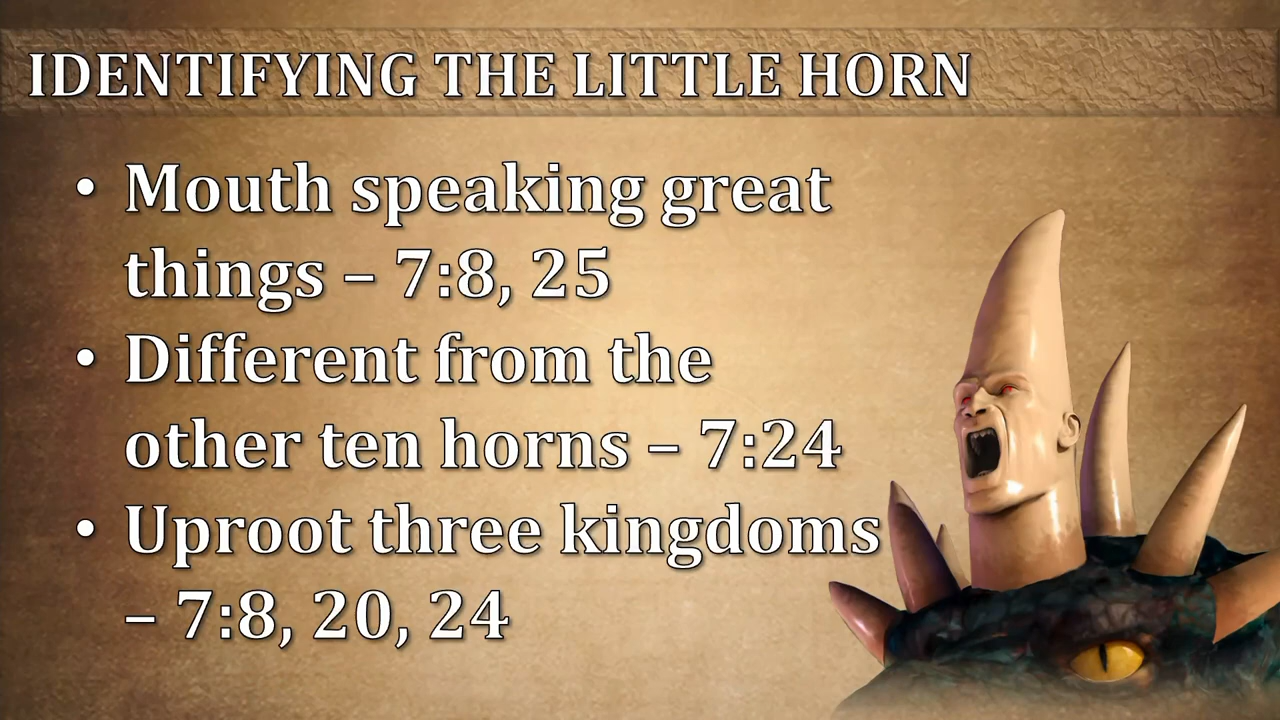 IDENTIFYING THE LITTLE HORN
• Mouth speaking great
things – 7:8, 25
• Different from the
other ten horns – 7:24
• Uproot three kingdoms
– 7:8, 20, 24